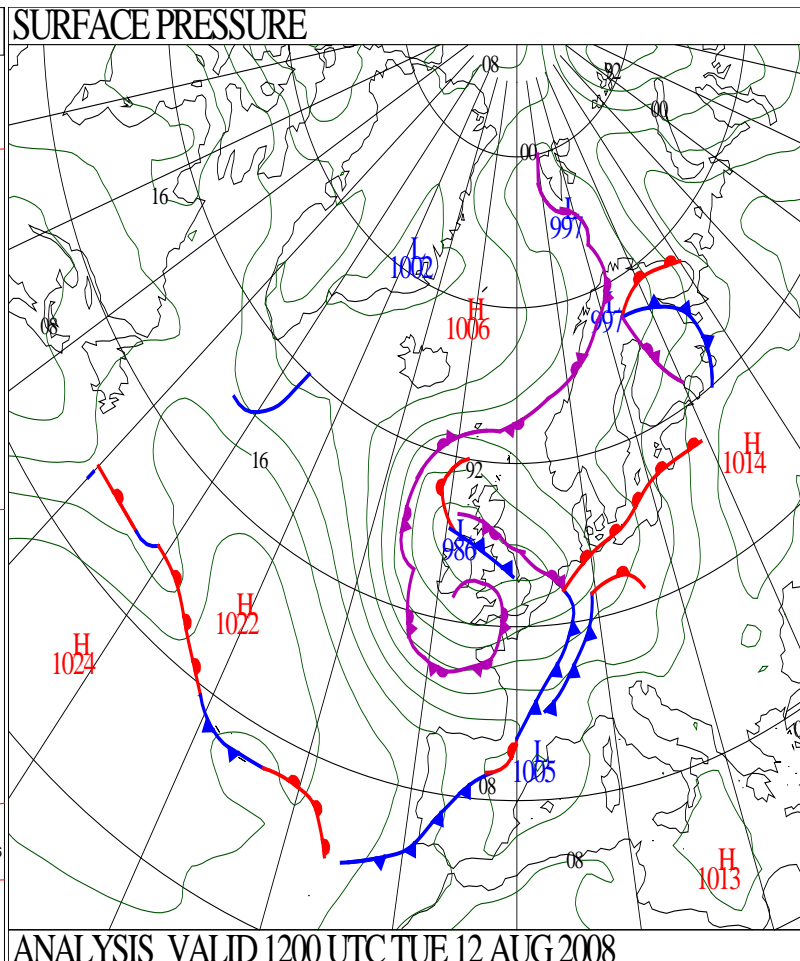 SURFACE PRESSURE
08
92
00
00
16
L
997
L
1002
H
1006
L
997
08
16
92
H
1014
L
986
H
1022
H
1024
L
1005
08
08
H
1013
ANALYSIS VALID 1200 UTC TUE 12 AUG 2008